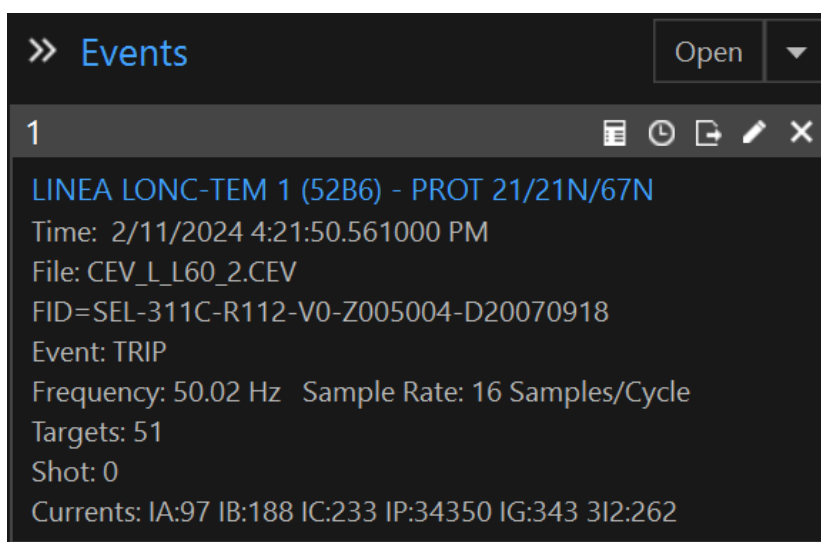 Events
Open
1
LINEA LONC-TEM 1 (52B6) - PROT 21/21N/67N
Time: 2/11/2024 4:21:50.561000 PM
File: CEV_L_L60_2.CEV
FID=SEL-311C-R112-V0-Z005004-D20070918
Event: TRIP
Frequency: 50.02 Hz Sample Rate: 16 Samples/Cycle
Targets: 51
Shot: 0
Currents: IA:97 IB:188 IC:233 IP:34350 IG:343 3I2:262